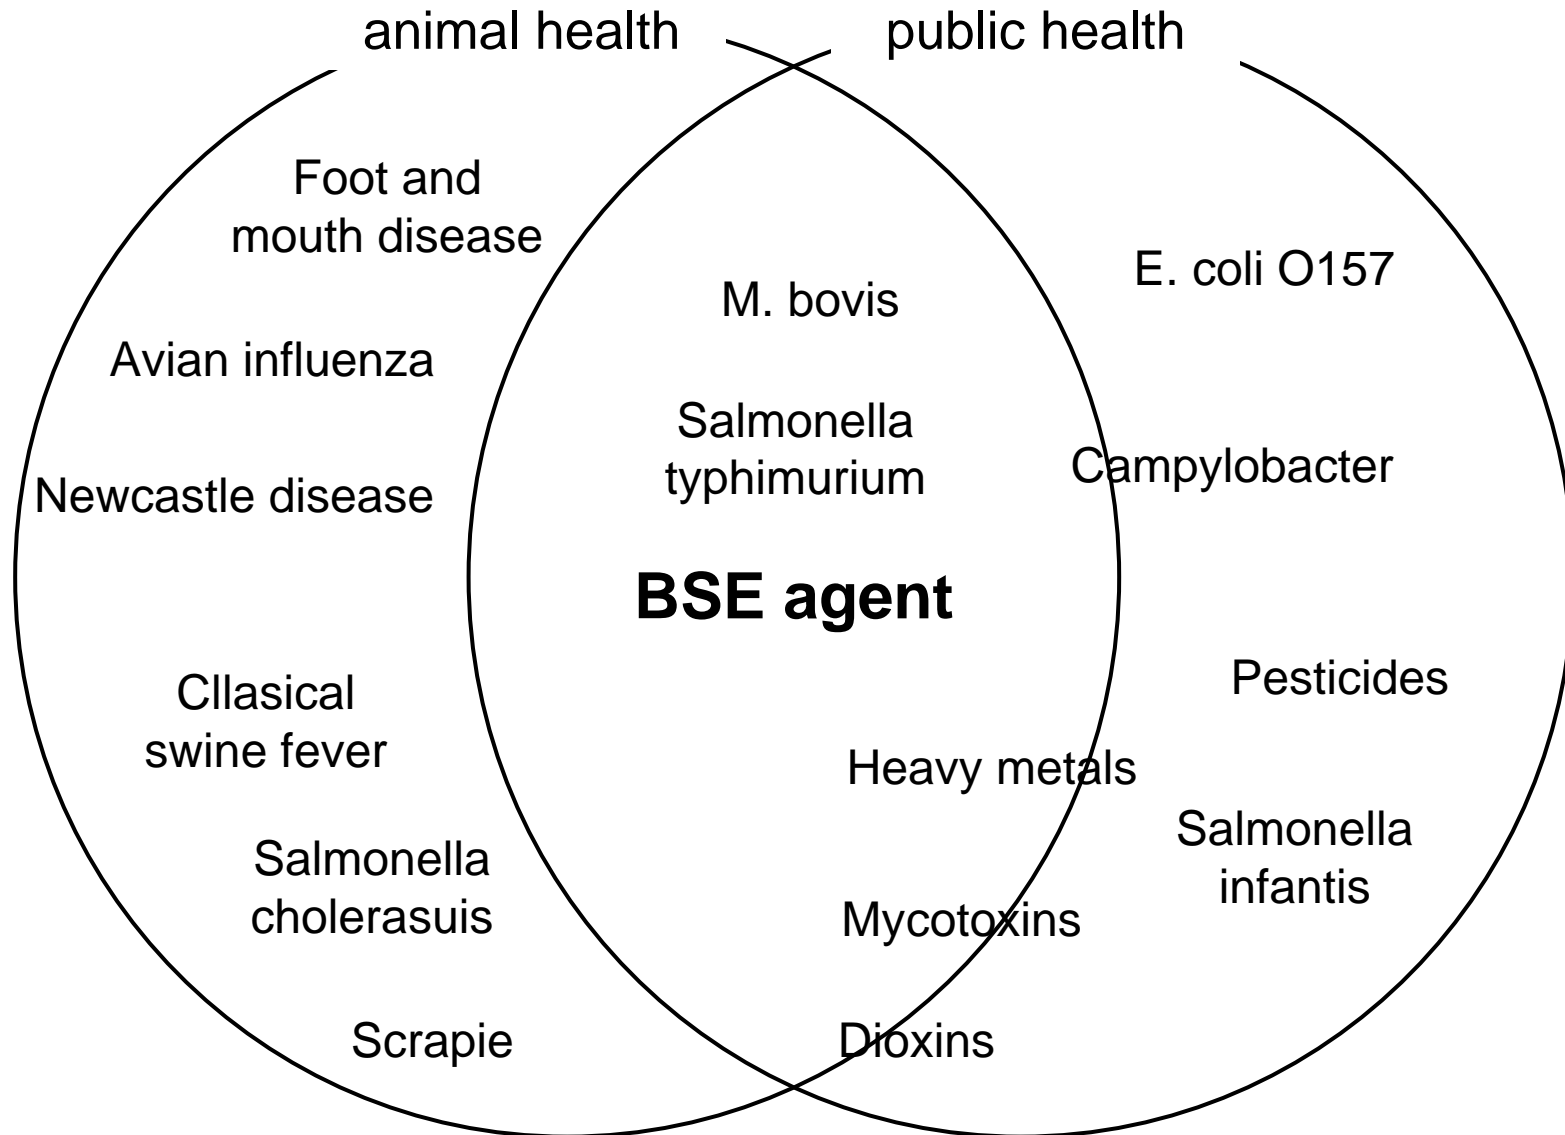 animal health
public health
Foot and
mouth disease
Avian influenza
Newcastle disease
Cllasical
swine fever
Salmonella
cholerasuis
Scrapie
M. bovis
Salmonella
typhimurium
BSE agent
Heavy metals
Mycotoxins
Dioxins
E. coli O157
Campylobacter
Pesticides
Salmonella
infantis